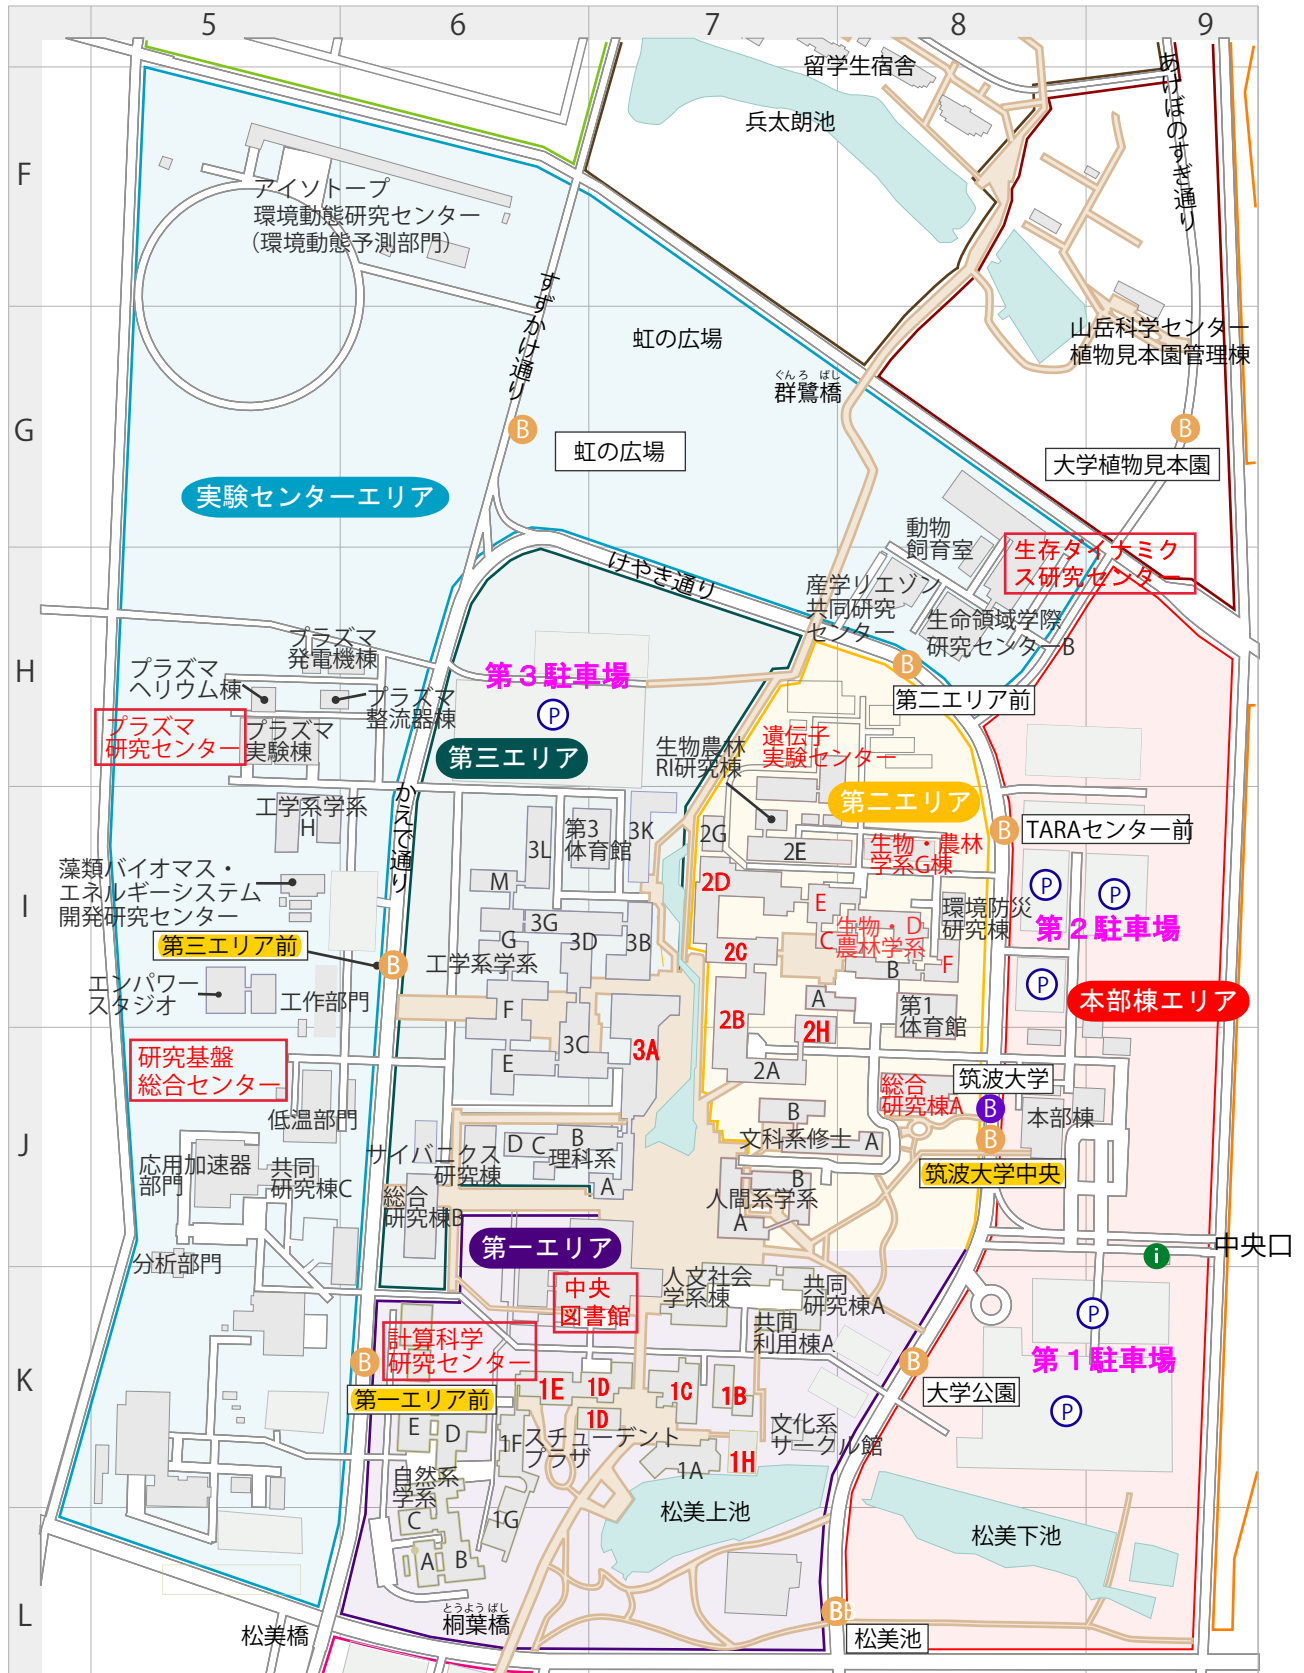 5
6
7
8
9
F
G
H
I
J
K
L
留学生宿舎
兵太朗池
あけぼのすぎ通り
アイソトープ
環境動態研究センター
（環境動態予測部門）
すずかけ通り
虹の広場
ぐんろ ばし
群鷺橋
山岳科学センター
植物見本園管理棟
B
虹の広場
B
大学植物見本園
実験センターエリア
動物
飼育室
生存ダイナミク
ス研究センター
けやき通り
産学リエゾン
共同研究
センター
生命領域学際
研究センターB
プラズマ
発電機棟
プラズマ
ヘリウム棟
プラズマ
整流器棟
プラズマ
研究センター
プラズマ
実験棟
第３駐車場
P
第三エリア
B
第二エリア前
生物農林
RI研究棟
遺伝子
実験センター
第二エリア
かえで通り
工学系学系
H
3L
第3
体育館
3K
2G
2E
生物・農林
学系G棟
B
TARAセンター前
藻類バイオマス・
エネルギーシステム
開発研究センター
M
2D
E
P
P
第２駐車場
3G
G
3D
3B
工学系学系
2C
生物・
農林学系
C
D
B
F
環境防災
研究棟
第三エリア前
B
エンパワー
スタジオ
工作部門
P
本部棟エリア
F
2B
A
2H
第1
体育館
3C
3A
E
2A
研究基盤
総合センター
総合
研究棟A
筑波大学
B
B
本部棟
低温部門
サイバニクス
研究棟
D
C
B
理科系
A
B
文科系修士
A
筑波大学中央
応用加速器
部門
共同
研究棟C
総合
研究棟B
B
人間系学系
A
第一エリア
分析部門
中央口
i
中央
図書館
人文社会
学系棟
共同
研究棟A
共同
利用棟A
P
計算科学
研究センター
B
第一エリア前
1E
1D
1D
1C
1B
B
大学公園
第１駐車場
P
E
D
1F
スチューデント
プラザ
1A
1H
文化系
サークル館
自然系
学系
C
A
B
1G
松美上池
松美下池
とうようばし
桐葉橋
松美橋
B
松美池